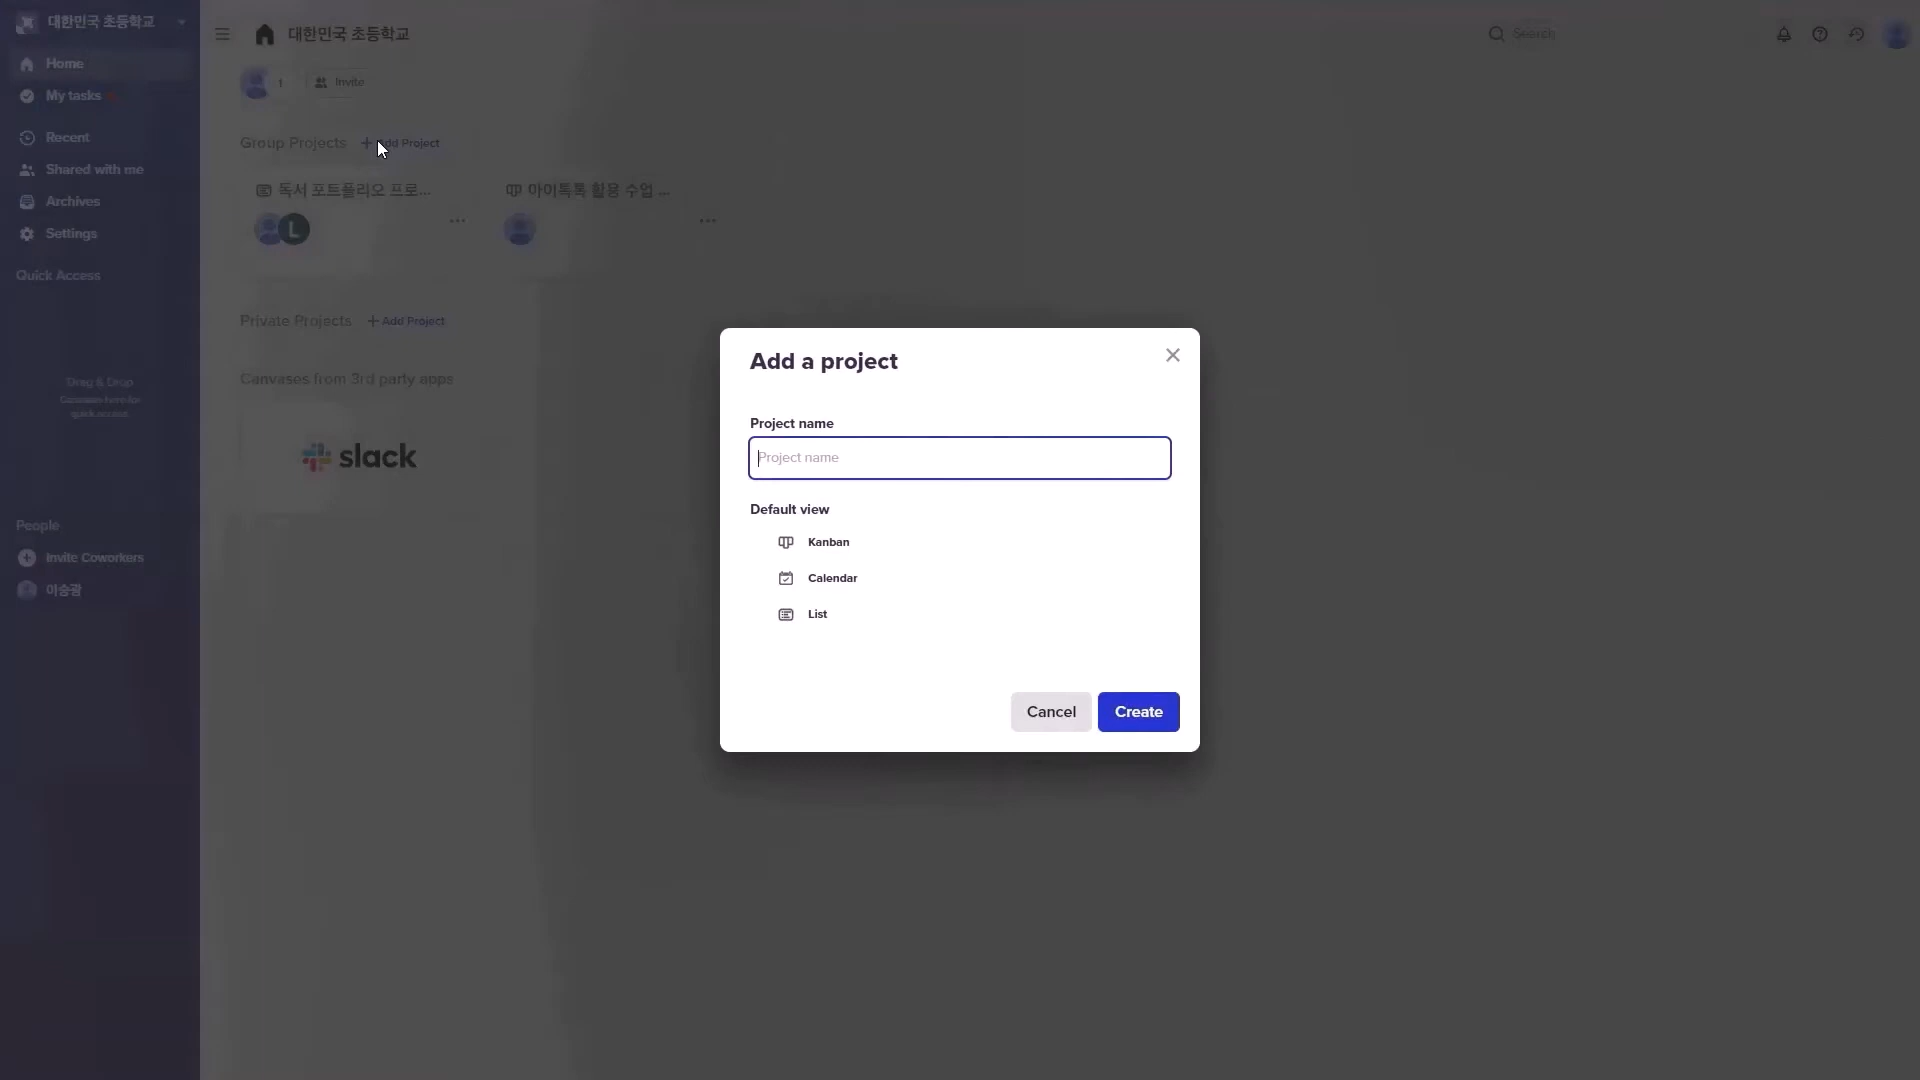 대한민국 초등학교
Home
My tasks
Recent
Shared with me
Archives
Settings
Quick Access
Drag & Drop
Canvases here for
quick access
People
Invite Coworkers
이승광
대한민국 초등학교
Search
1
Invite
Group Projects
+ Add Project
독서 포트폴리오 프로...
L
아이톡톡 활용 수업 ...
Private Projects
+ Add Project
Canvases from 3rd party apps
slack
Add a project
Project name
Project name
Default view
Kanban
Calendar
List
Cancel
Create